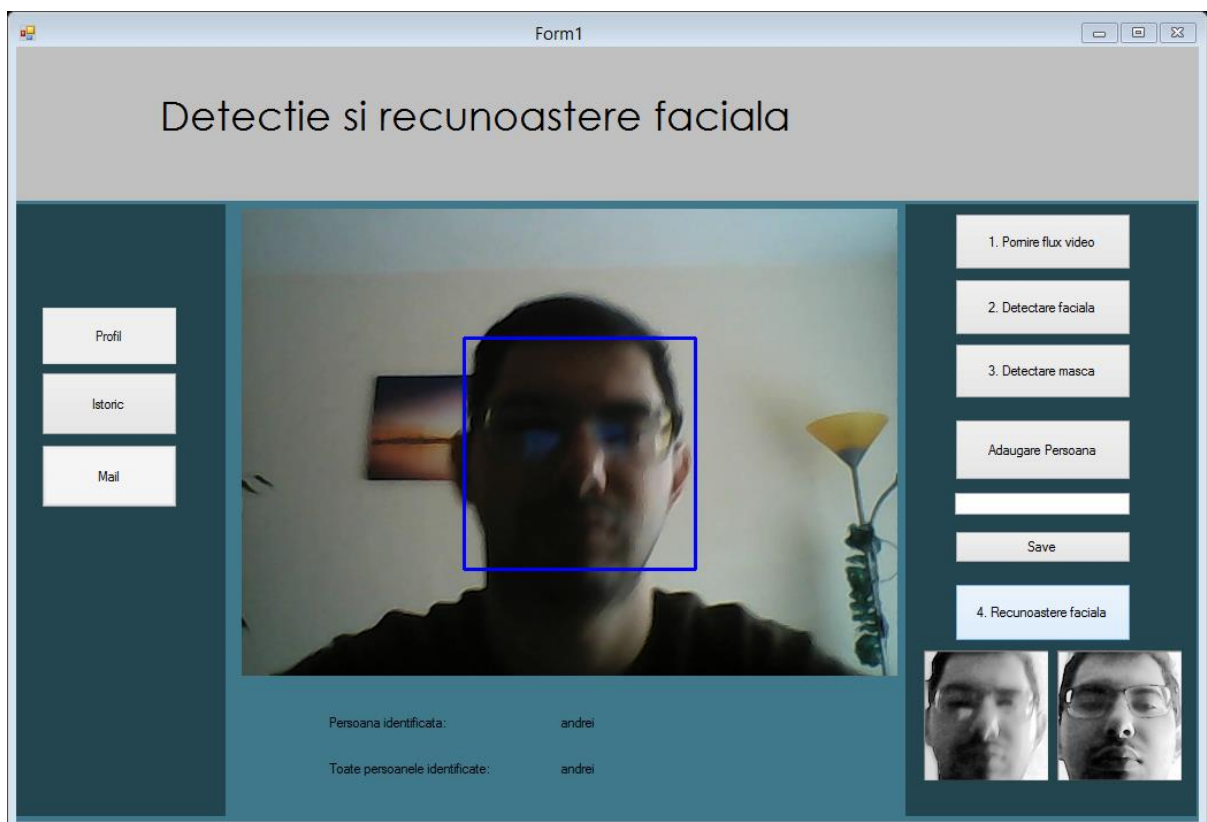 Form1
Detectie si recunoastere faciala
Profil
Istoric
Mail
1. Pornire flux video
2. Detectare faciala
3. Detectare masca
Adaugare Persoana
Save
4. Recunoastere faciala
Persoana identificata: andrei
Toate persoanele identificate: andrei